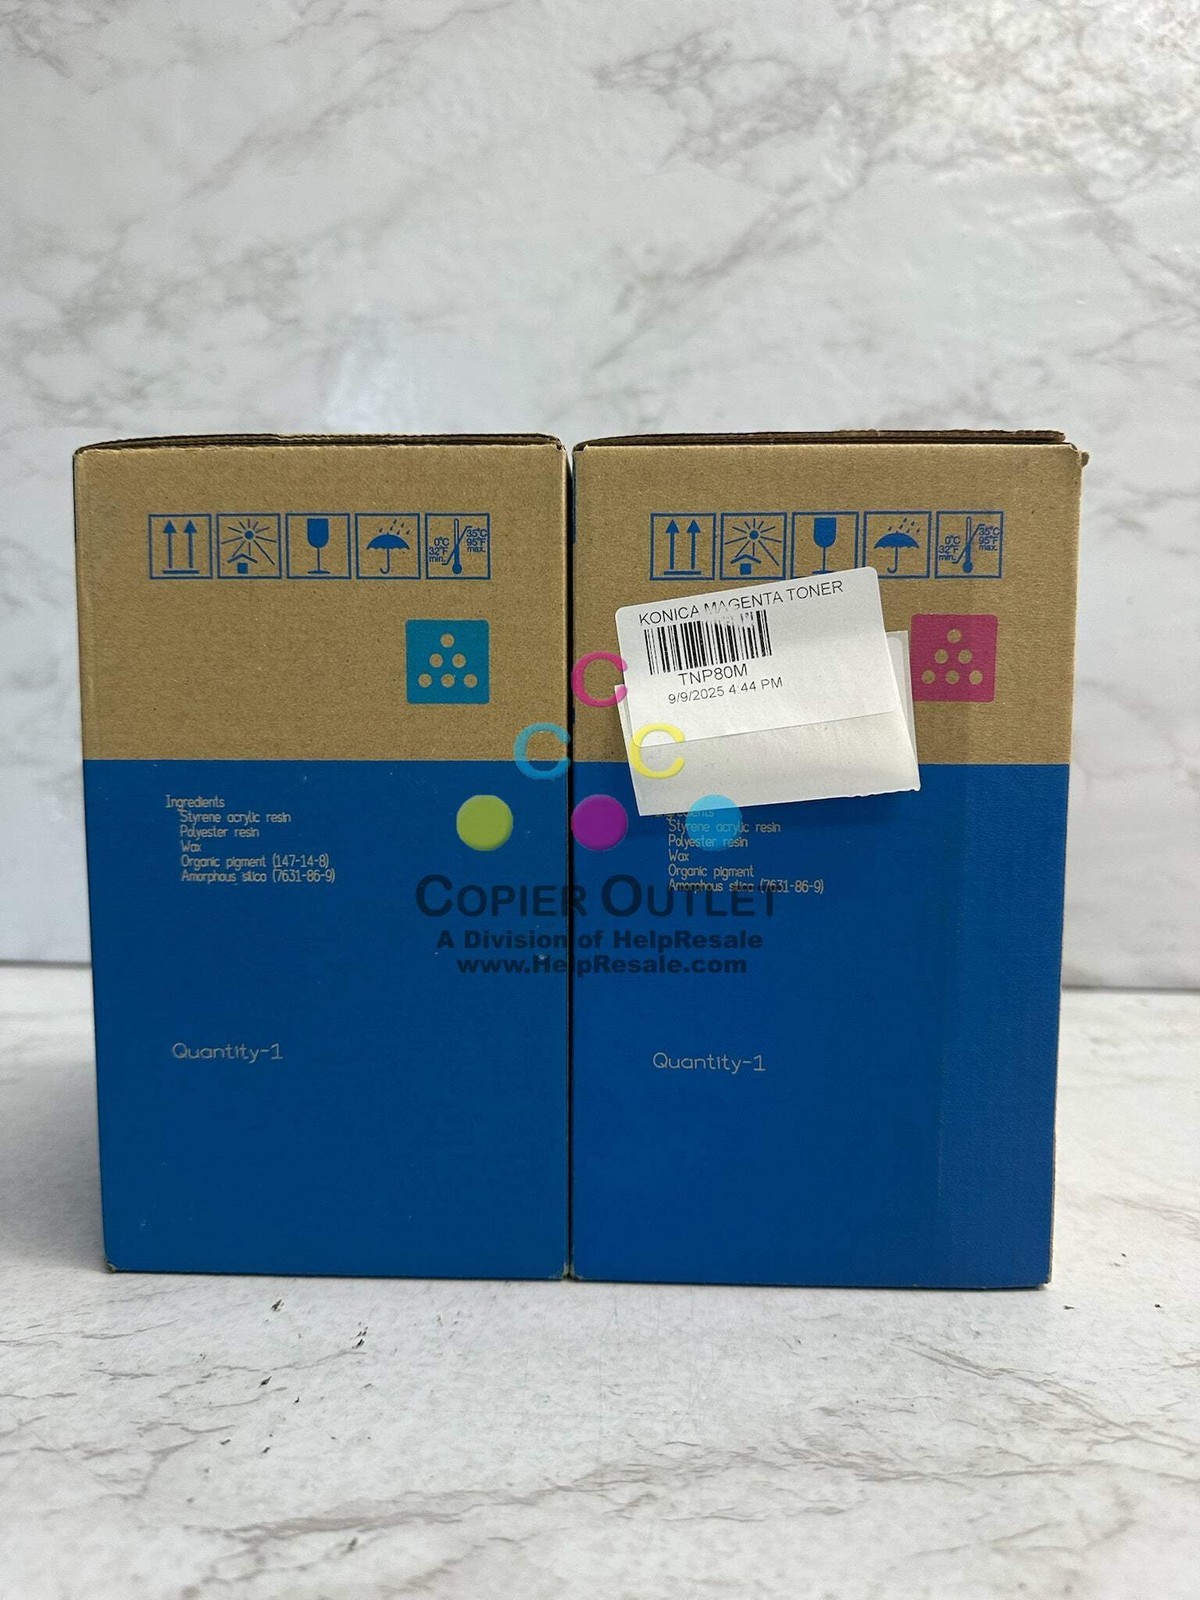 0°C
32°F
min.
35°C
95°F
max.
Ingredients
Styrene acrylic resin
Polyester resin
Wax
Organic pigment (147-14-8)
Amorphous silica (7631-86-9)
Quantity-1
0°C
32°F
min.
35°C
95°F
max.
KONICA MAGENTA TONER
TNP80M
9/9/2025 4:44 PM
Ingredients
Styrene acrylic resin
Polyester resin
Wax
Organic pigment
Amorphous silica (7631-86-9)
Quantity-1
C
C C
COPIER OUTLET
A Division of HelpResale
www.HelpResale.com